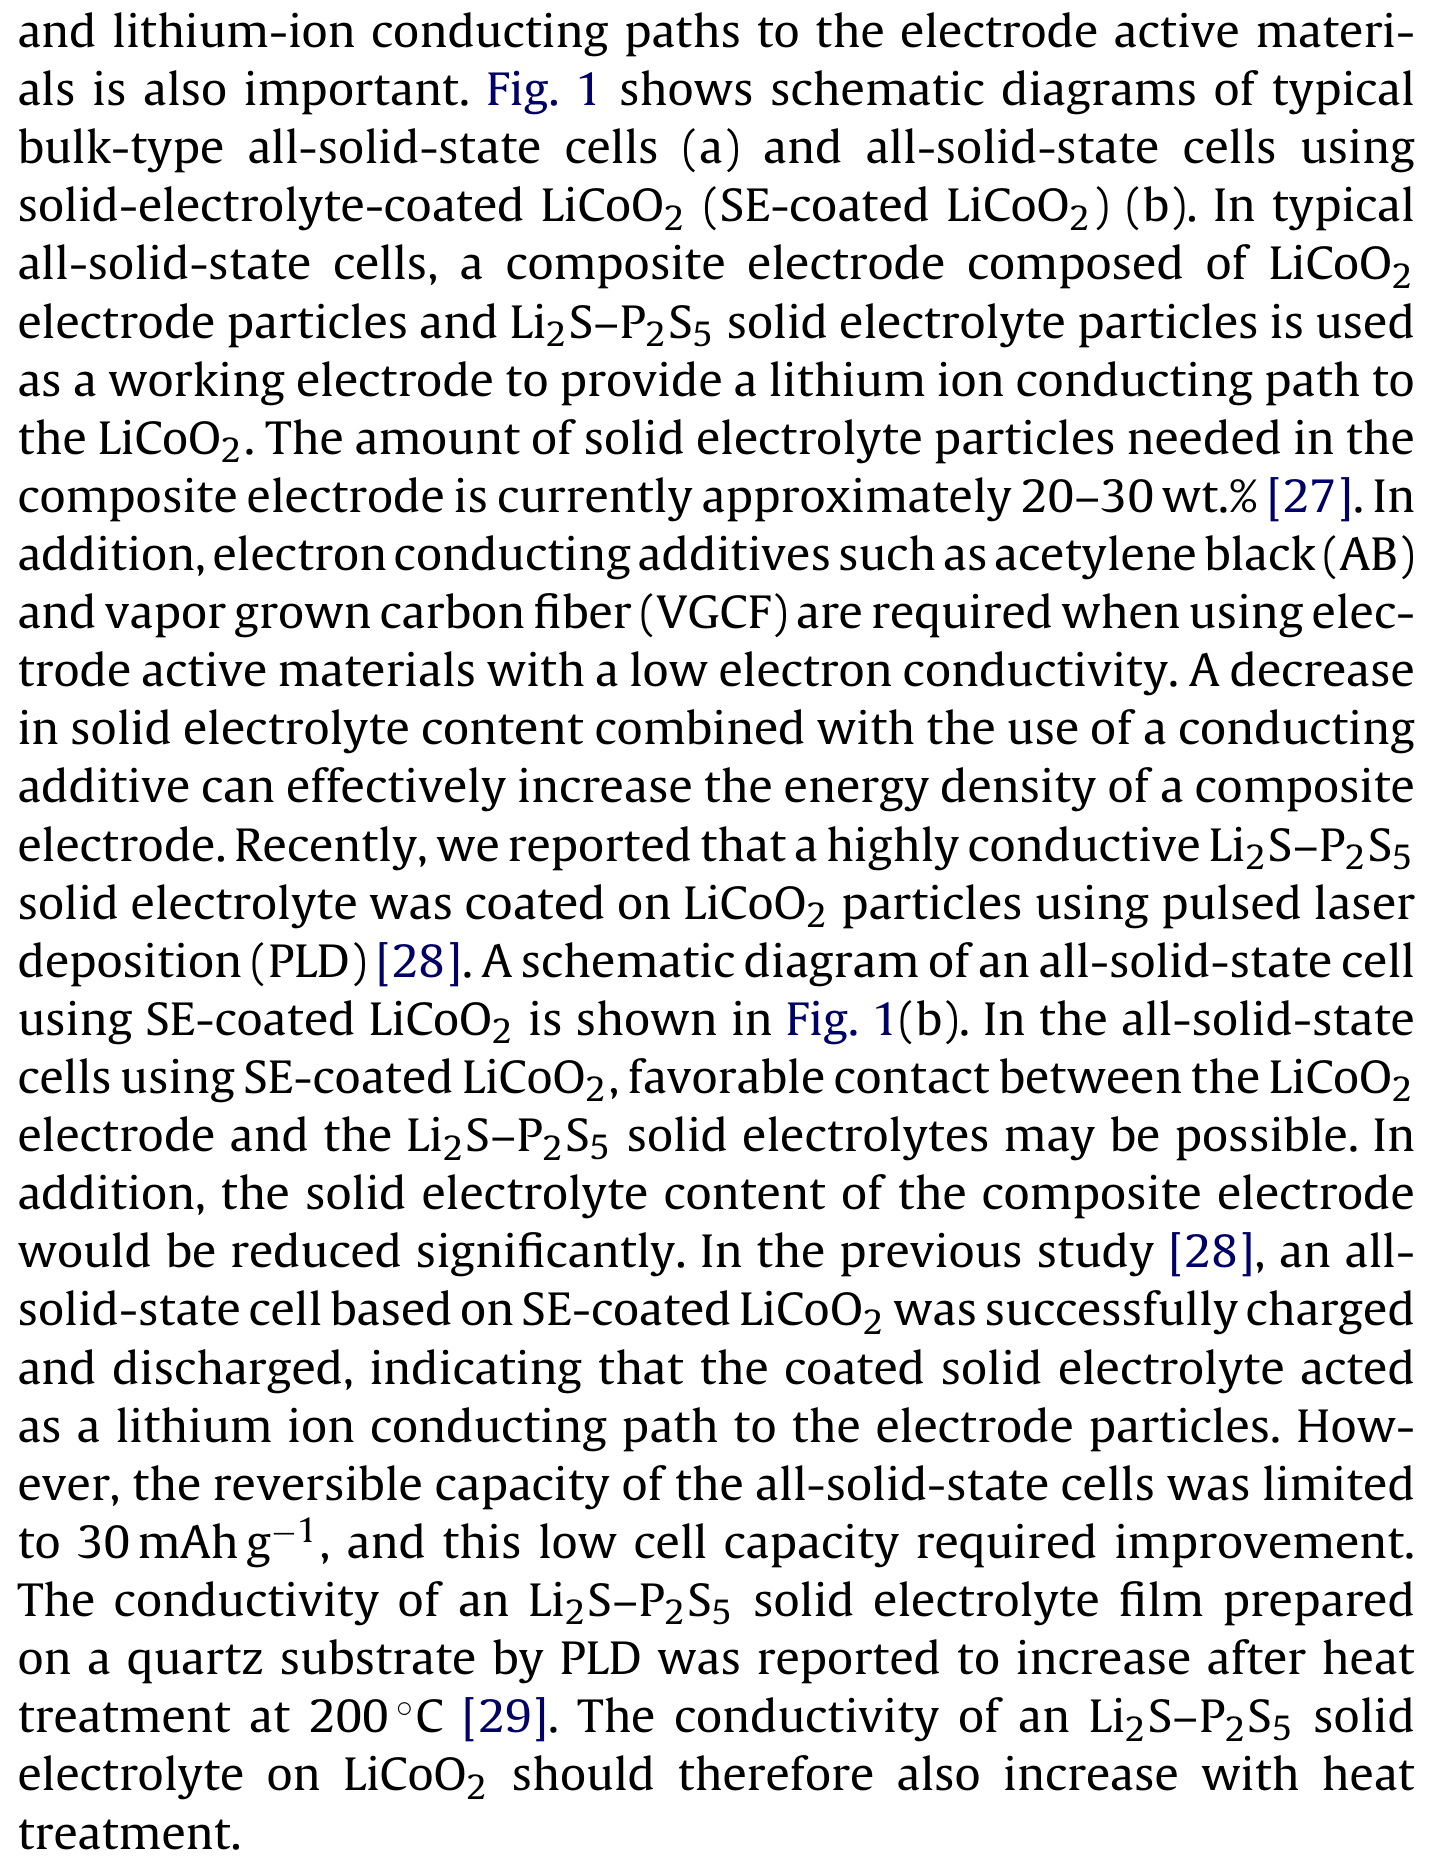 and lithium-ion conducting paths to the electrode active materi-
als is also important. Fig. 1 shows schematic diagrams of typical
bulk-type all-solid-state cells (a) and all-solid-state cells using
solid-electrolyte-coated LiCoO₂ (SE-coated LiCoO₂) (b). In typical
all-solid-state cells, a composite electrode composed of LiCoO₂
electrode particles and Li₂S–P₂S₅ solid electrolyte particles is used
as a working electrode to provide a lithium ion conducting path to
the LiCoO₂. The amount of solid electrolyte particles needed in the
composite electrode is currently approximately 20–30 wt.% [27]. In
addition, electron conducting additives such as acetylene black (AB)
and vapor grown carbon fiber (VGCF) are required when using elec-
trode active materials with a low electron conductivity. A decrease
in solid electrolyte content combined with the use of a conducting
additive can effectively increase the energy density of a composite
electrode. Recently, we reported that a highly conductive Li₂S–P₂S₅
solid electrolyte was coated on LiCoO₂ particles using pulsed laser
deposition (PLD) [28]. A schematic diagram of an all-solid-state cell
using SE-coated LiCoO₂ is shown in Fig. 1(b). In the all-solid-state
cells using SE-coated LiCoO₂, favorable contact between the LiCoO₂
electrode and the Li₂S–P₂S₅ solid electrolytes may be possible. In
addition, the solid electrolyte content of the composite electrode
would be reduced significantly. In the previous study [28], an all-
solid-state cell based on SE-coated LiCoO₂ was successfully charged
and discharged, indicating that the coated solid electrolyte acted
as a lithium ion conducting path to the electrode particles. How-
ever, the reversible capacity of the all-solid-state cells was limited
to 30 mAh g⁻¹, and this low cell capacity required improvement.
The conductivity of an Li₂S–P₂S₅ solid electrolyte film prepared
on a quartz substrate by PLD was reported to increase after heat
treatment at 200 °C [29]. The conductivity of an Li₂S–P₂S₅ solid
electrolyte on LiCoO₂ should therefore also increase with heat
treatment.